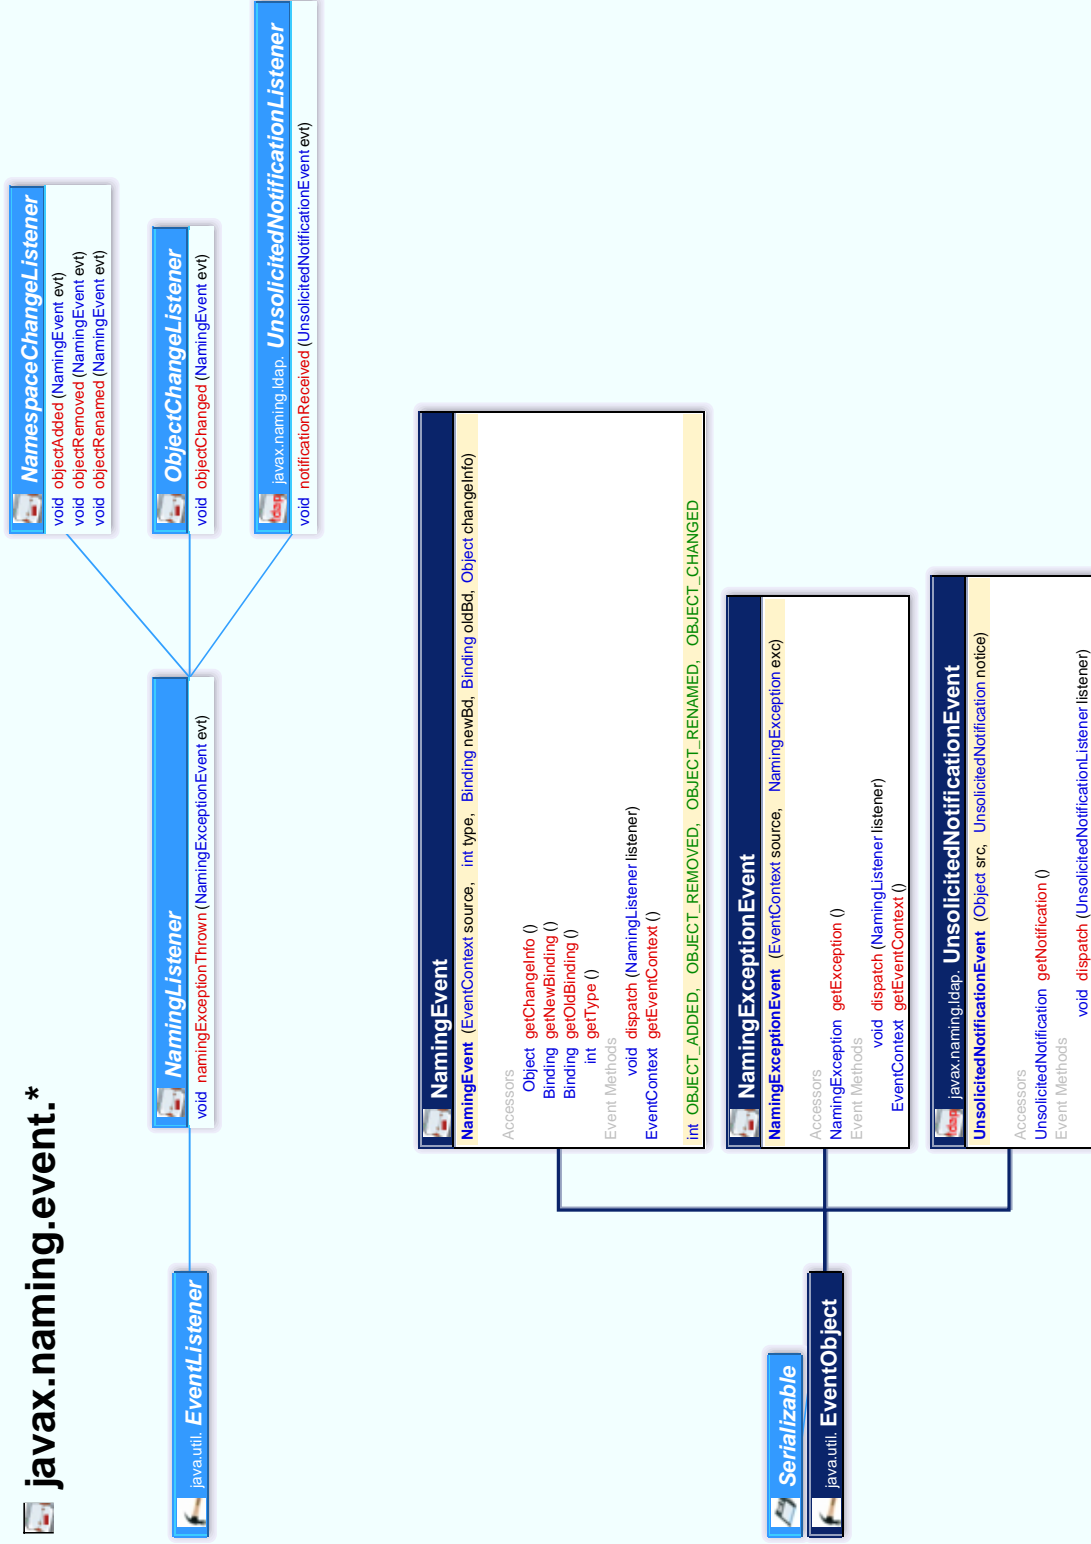 javax.naming.event.*
java.util. EventListener
NamingListener
void namingExceptionThrown (NamingExceptionEvent evt)
NamespaceChangeListener
void objectAdded (NamingEvent evt)
void objectRemoved (NamingEvent evt)
void objectRenamed (NamingEvent evt)
ObjectChangeListener
void objectChanged (NamingEvent evt)
ldap
javax.naming.ldap. UnsolicitedNotificationListener
void notificationReceived (UnsolicitedNotificationEvent evt)
Serializable
java.util. EventObject
NamingEvent
NamingEvent (EventContext source, int type, Binding newBd, Binding oldBd, Object changeInfo)
Accessors
Object getChangeInfo ()
Binding getNewBinding ()
Binding getOldBinding ()
int getType ()
Event Methods
void dispatch (NamingListener listener)
EventContext getEventContext ()
int OBJECT_ADDED, OBJECT_REMOVED, OBJECT_RENAMED, OBJECT_CHANGED
NamingExceptionEvent
NamingExceptionEvent (EventContext source, NamingException exc)
Accessors
NamingException getException ()
Event Methods
void dispatch (NamingListener listener)
EventContext getEventContext ()
ldap
javax.naming.ldap. UnsolicitedNotificationEvent
UnsolicitedNotificationEvent (Object src, UnsolicitedNotification notice)
Accessors
UnsolicitedNotification getNotification ()
Event Methods
void dispatch (UnsolicitedNotificationListener listener)